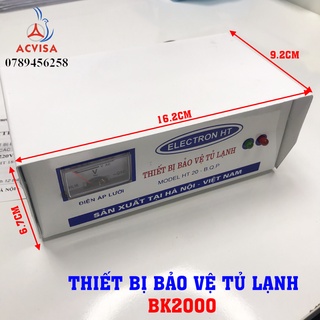 ACVISA
0789456258
9.2CM
16.2CM
6.7CM
ELECTRON HT
THIẾT BỊ BẢO VỆ TỦ LẠNH
MODEL HT 20 - B.Q.P
ĐIỆN ÁP LƯỚI
SẢN XUẤT TẠI HÀ NỘI - VIỆT NAM
THIẾT BỊ BẢO VỆ TỦ LẠNH
BK2000